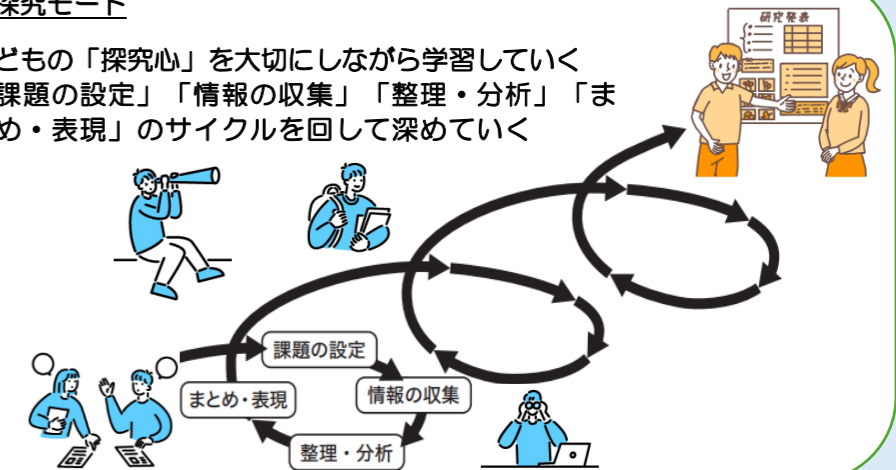 探究モード
どもの「探究心」を大切にしながら学習していく
課題の設定」「情報の収集」「整理・分析」「ま
め・表現」のサイクルを回して深めていく
研究発表
課題の設定
まとめ・表現
情報の収集
整理・分析